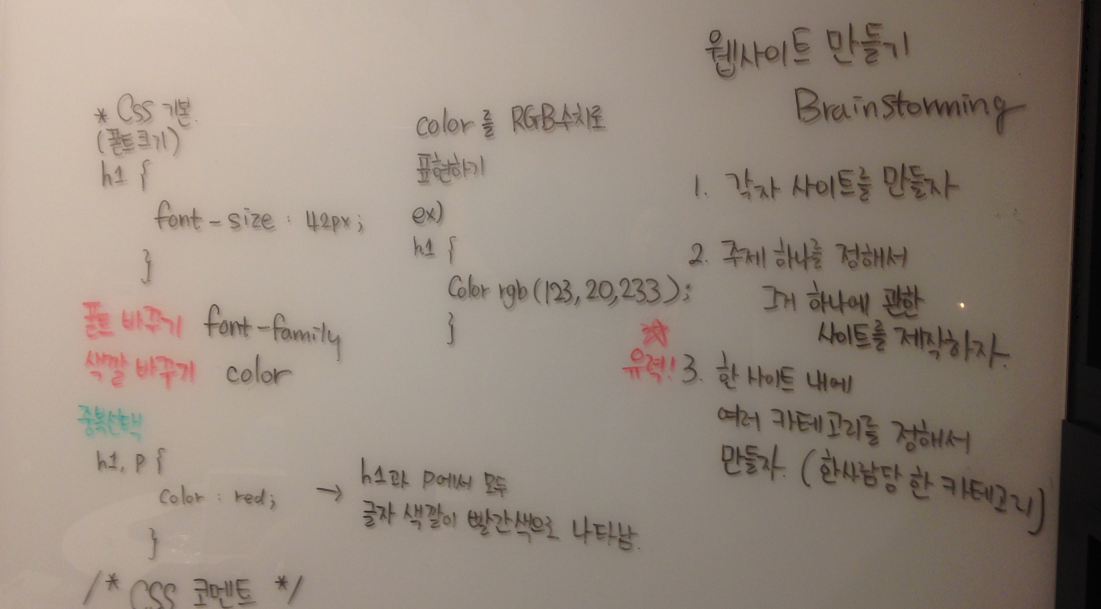 * CSS 기본.
(폰트크기)
h1 {
font-size : 42px;
}
폰트 바꾸기 font-family
색깔 바꾸기 color
중복선택
h1, p {
color : red;
}
→ h1과 p에서 모두
글자 색깔이 빨간색으로 나타남.
/* CSS 코멘트 */
color를 RGB수치로
표현하기
ex)
h1 {
Color rgb(123, 20, 233);
}
웹사이트 만들기
Brainstorming
1. 각자 사이트를 만들자
2. 주제 하나를 정해서
그거 하나에 관한
사이트를 제작하자.
유력!! 3. 한 사이트 내에
여러 카테고리를 정해서
만들자. (한사람당 한 카테고리)